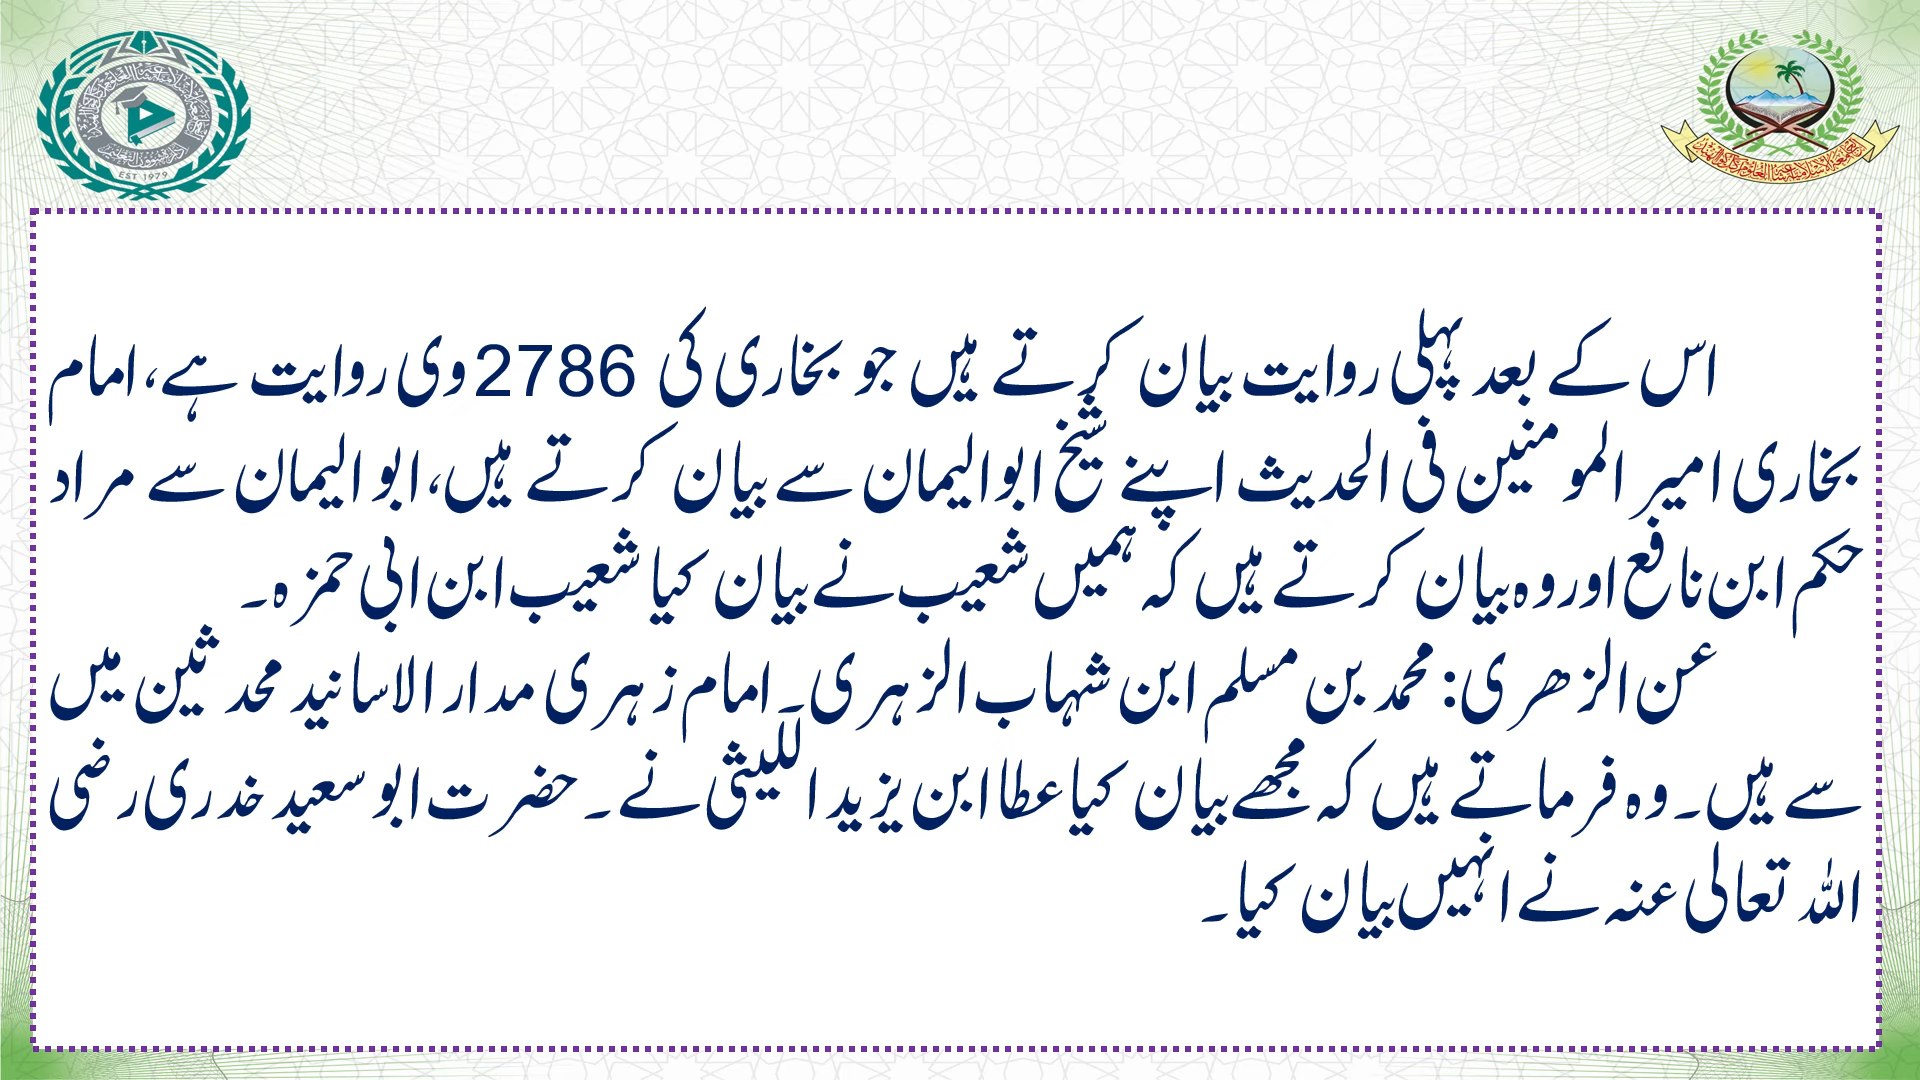 EST 1979
اس کے بعد پہلی روایت بیان کرتے ہیں جو بخاری کی 2786 وی روایت ہے، امام
بخاری امیر المومنین فی الحدیث اپنے شیخ ابوالیمان سے بیان کرتے ہیں، ابو الیمان سے مراد
حکم ابن نافع اور وہ بیان کرتے ہیں کہ ہمیں شعیب نے بیان کیا شعیب ابن ابی حمزہ۔
عن الزھری: محمد بن مسلم ابن شہاب الزہری۔ امام زہری مدار الاسانید محدثین میں
سے ہیں۔ وہ فرماتے ہیں کہ مجھے بیان کیا عطا ابن یزید اللیثی نے۔ حضرت ابو سعید خدری رضی
اللہ تعالی عنہ نے انہیں بیان کیا۔